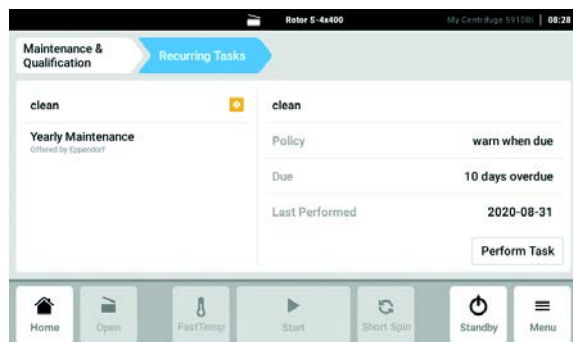 Rotor S-4x400
My Centrifuge 5910Ri
08:28
Maintenance &
Qualification
Recurring Tasks
clean
Yearly Maintenance
Offered by Eppendorf
clean
Policy
warn when due
Due
10 days overdue
Last Performed
2020-08-31
Perform Task
Home
Open
FastTemp
Start
Short Spin
Standby
Menu